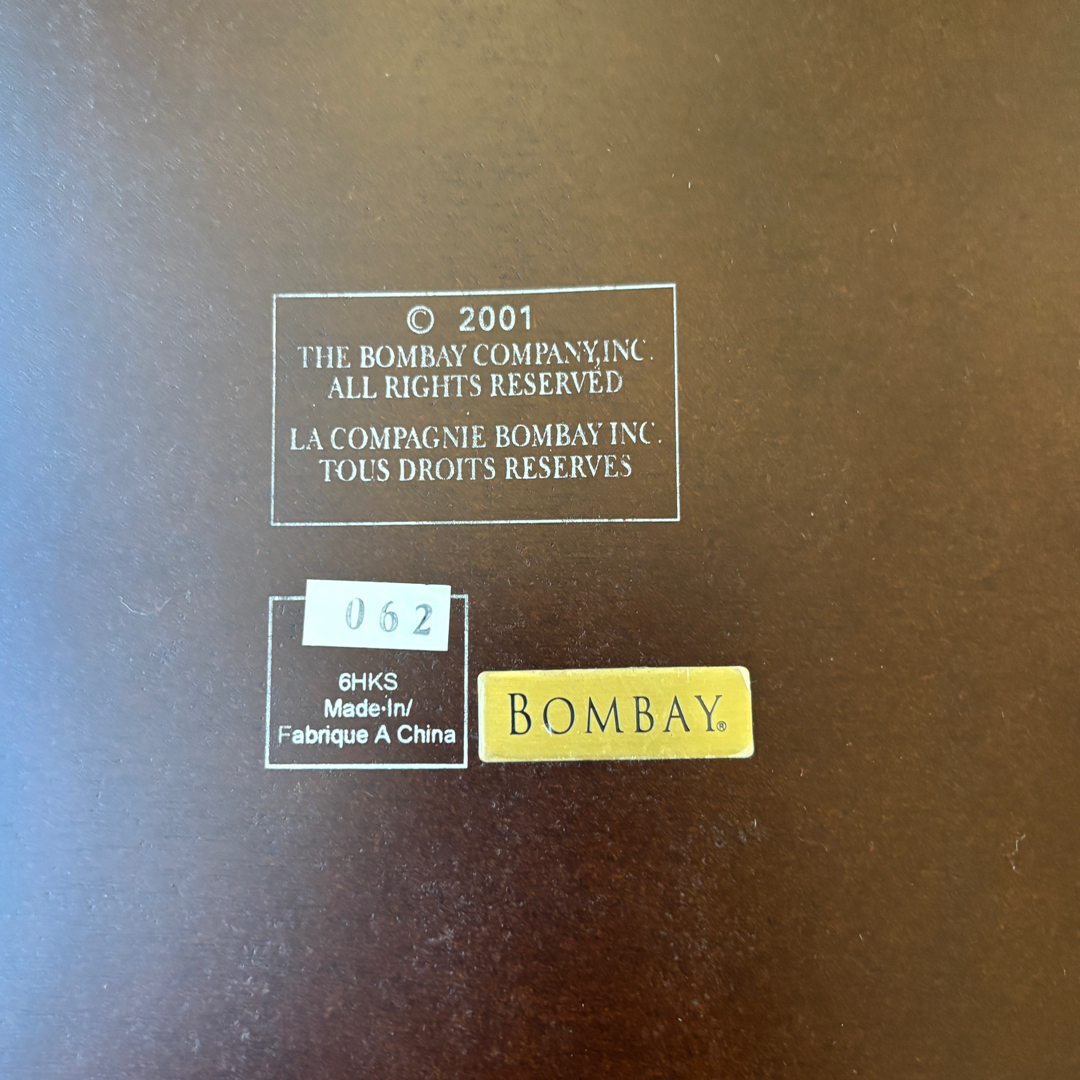 © 2001
THE BOMBAY COMPANY,INC.
ALL RIGHTS RESERVED
LA COMPAGNIE BOMBAY INC.
TOUS DROITS RESERVES
062
6HKS
Made·In/
Fabrique A China
BOMBAY®